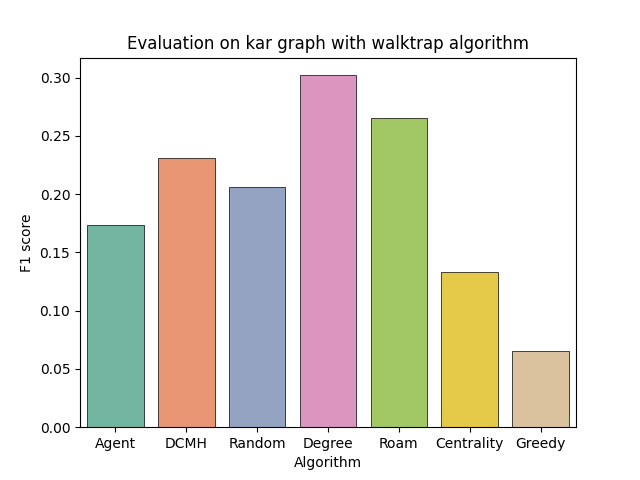 Evaluation on kar graph with walktrap algorithm
F1 score
0.30
0.25
0.20
0.15
0.10
0.05
0.00
Agent DCMH Random Degree Roam Centrality Greedy
Algorithm